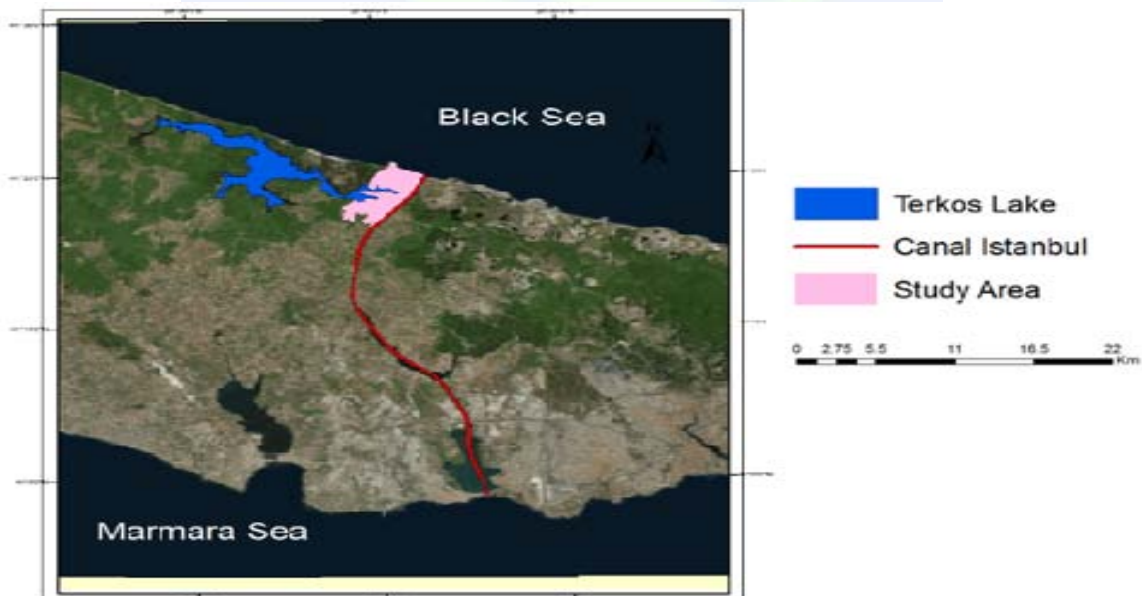 Black Sea
Marmara Sea
Terkos Lake
Canal Istanbul
Study Area
0 2.75 5.5 11 16.5 22
Km